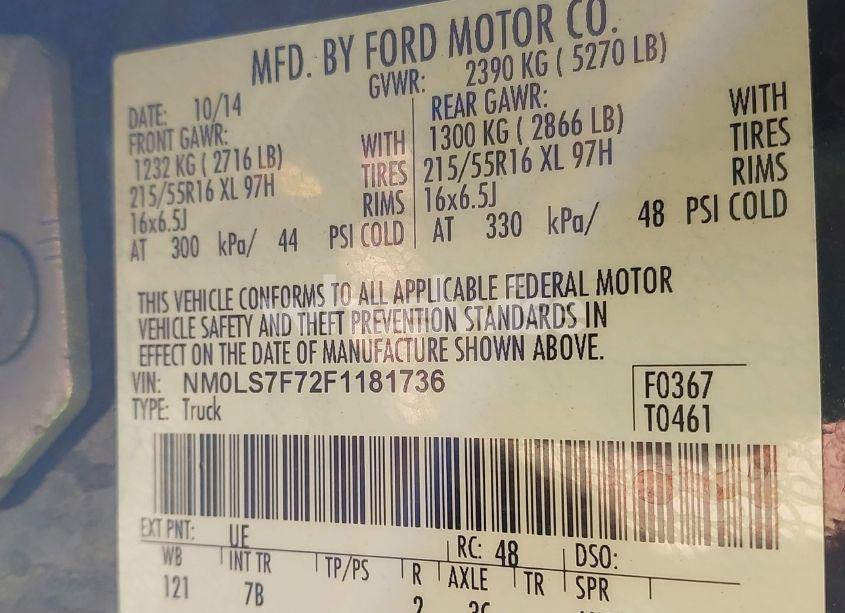 MFD. BY FORD MOTOR CO.
DATE: 10/14 GVWR: 2390 KG ( 5270 LB)
FRONT GAWR: REAR GAWR:
1232 KG ( 2716 LB) WITH 1300 KG ( 2866 LB) WITH
215/55R16 XL 97H TIRES 215/55R16 XL 97H TIRES
16x6.5J RIMS 16x6.5J RIMS
AT 300 kPa/ 44 PSI COLD AT 330 kPa/ 48 PSI COLD
THIS VEHICLE CONFORMS TO ALL APPLICABLE FEDERAL MOTOR
VEHICLE SAFETY AND THEFT PREVENTION STANDARDS IN
EFFECT ON THE DATE OF MANUFACTURE SHOWN ABOVE.
VIN: NM0LS7F72F1181736 F0367
TYPE: Truck T0461
EXT PNT: UE RC: 48 DSO:
WB INT TR TP/PS R AXLE TR SPR
121 7B 2